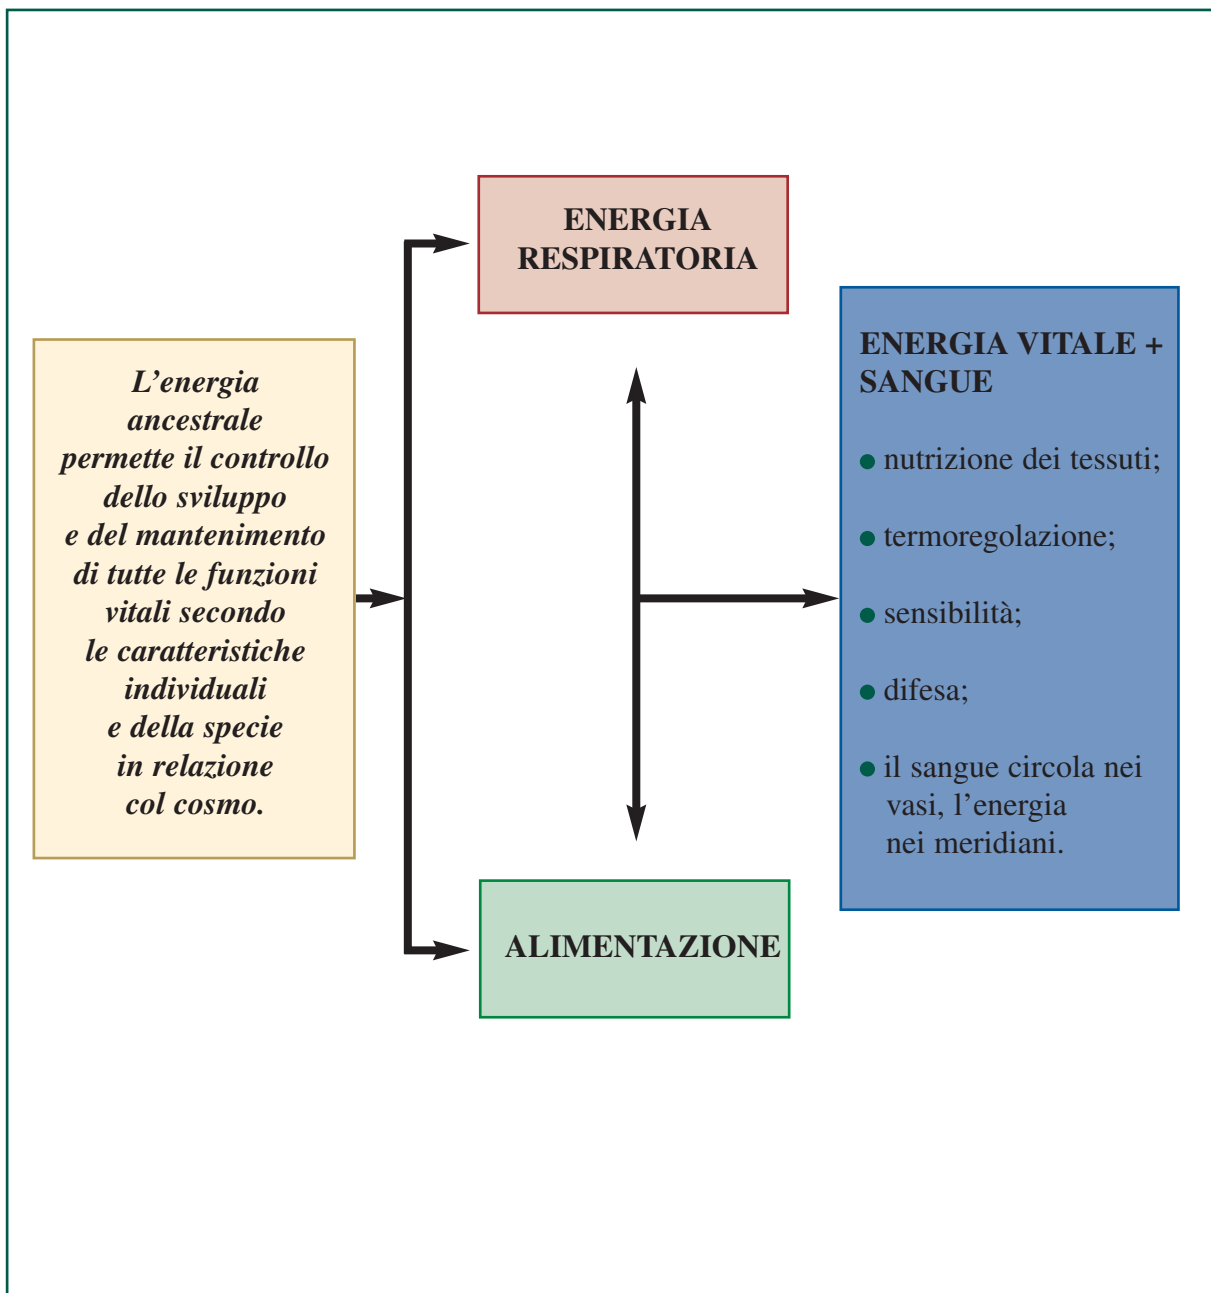 L’energia
ancestrale
permette il controllo
dello sviluppo
e del mantenimento
di tutte le funzioni
vitali secondo
le caratteristiche
individuali
e della specie
in relazione
col cosmo.
ENERGIA
RESPIRATORIA
ALIMENTAZIONE
ENERGIA VITALE +
SANGUE
● nutrizione dei tessuti;
● termoregolazione;
● sensibilità;
● difesa;
● il sangue circola nei
vasi, l’energia
nei meridiani.